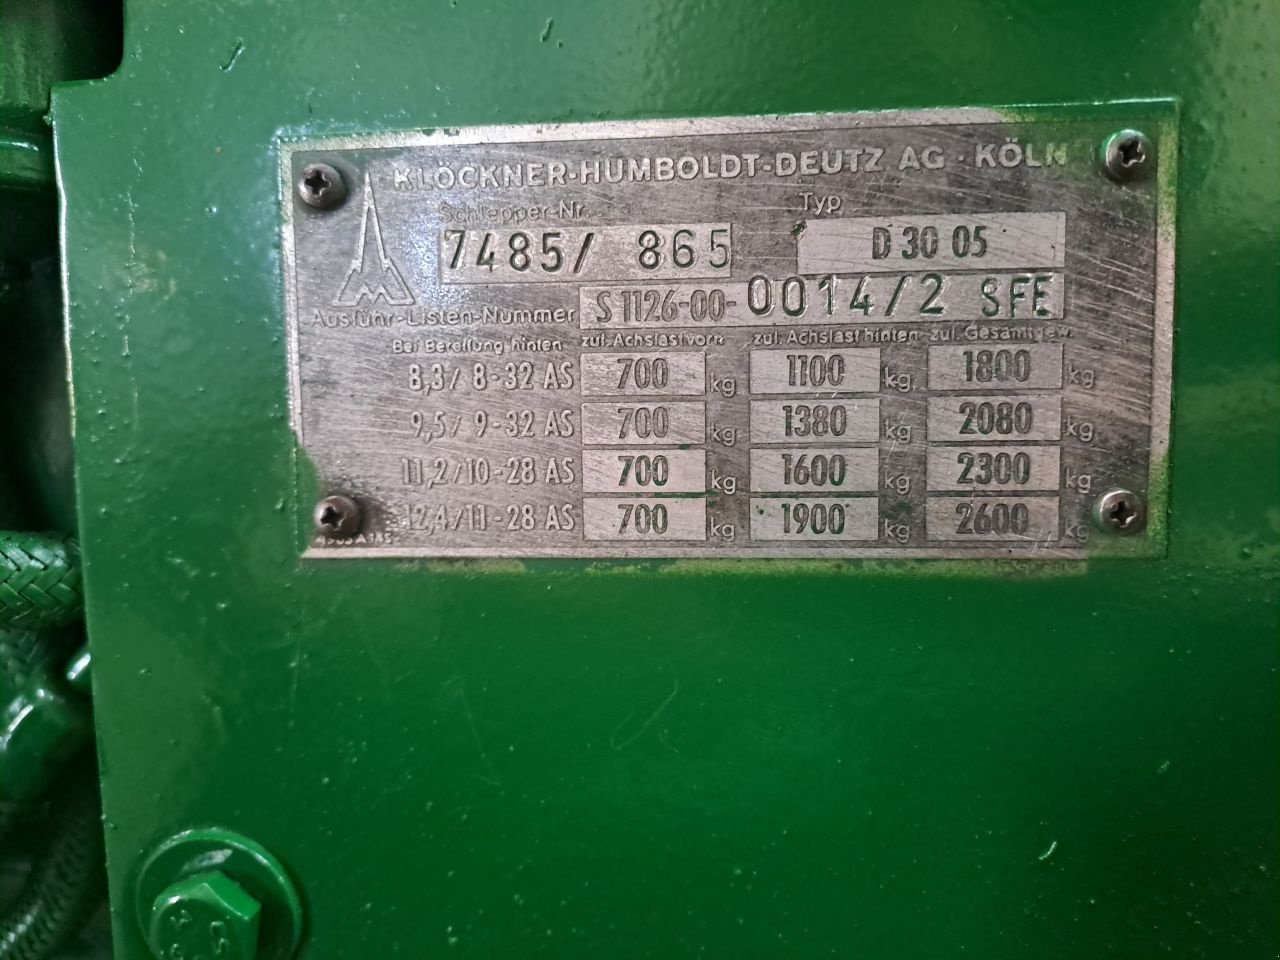 KLÖCKNER-HUMBOLDT-DEUTZ AG · KÖLN
Schlepper-Nr. Typ
7485/ 865 D 30 05
Ausführ-Listen-Nummer S 1126-00-0014/2 SFE
Bei Bereifung hinten zul. Achslast vorn zul. Achslast hinten zul. Gesamtgew.
8,3/ 8-32 AS 700 kg 1100 kg 1800 kg
9,5/ 9-32 AS 700 kg 1380 kg 2080 kg
11,2/10-28 AS 700 kg 1600 kg 2300 kg
12,4/11-28 AS 700 kg 1900 kg 2600 kg